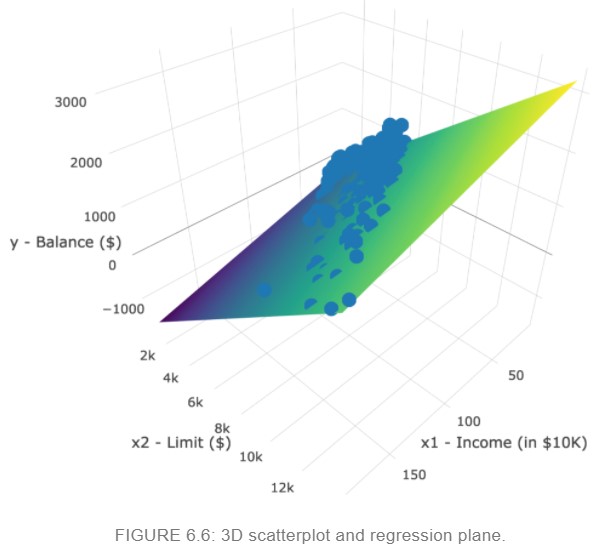 3000
2000
1000
y - Balance ($)
0
−1000
2k
4k
50
6k
100
8k
x2 - Limit ($)
x1 - Income (in $10K)
10k
150
12k
FIGURE 6.6: 3D scatterplot and regression plane.